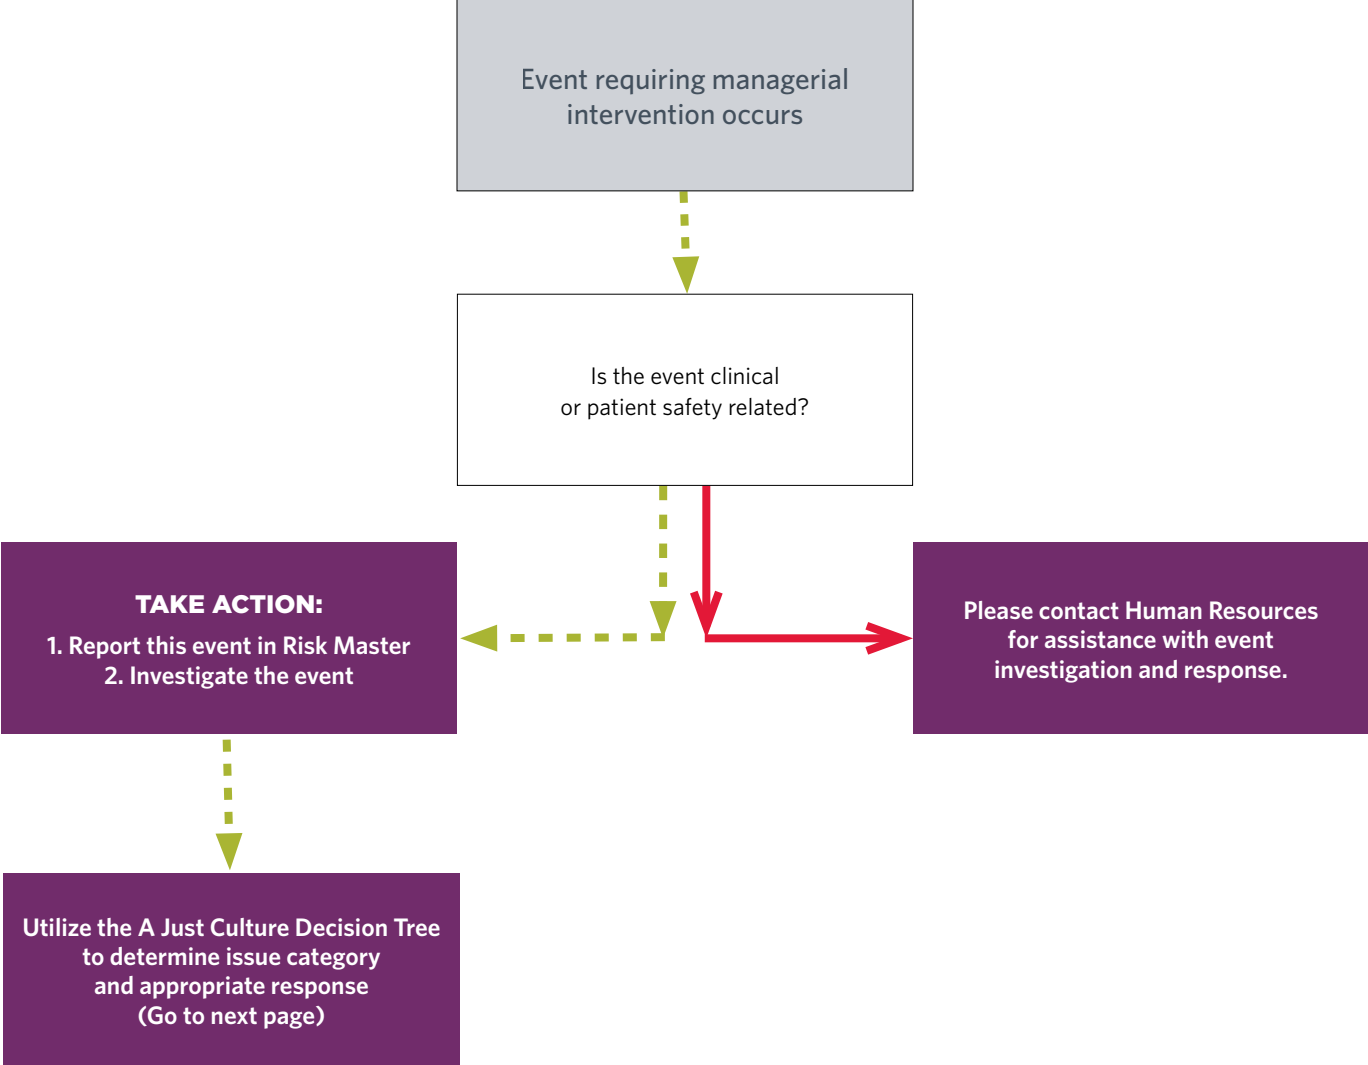 Event requiring managerial
intervention occurs
Is the event clinical
or patient safety related?
TAKE ACTION:
1. Report this event in Risk Master
2. Investigate the event
Please contact Human Resources
for assistance with event
investigation and response.
Utilize the A Just Culture Decision Tree
to determine issue category
and appropriate response
(Go to next page)